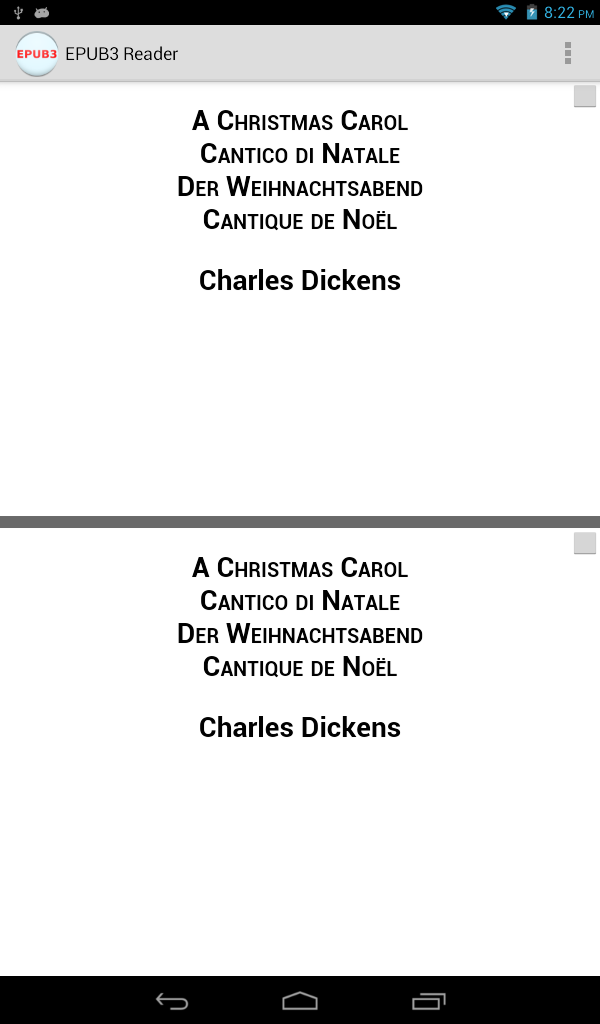 8:22 PM
EPUB3 EPUB3 Reader
A Christmas Carol
Cantico di Natale
Der Weihnachtsabend
Cantique de Noël
Charles Dickens
A Christmas Carol
Cantico di Natale
Der Weihnachtsabend
Cantique de Noël
Charles Dickens